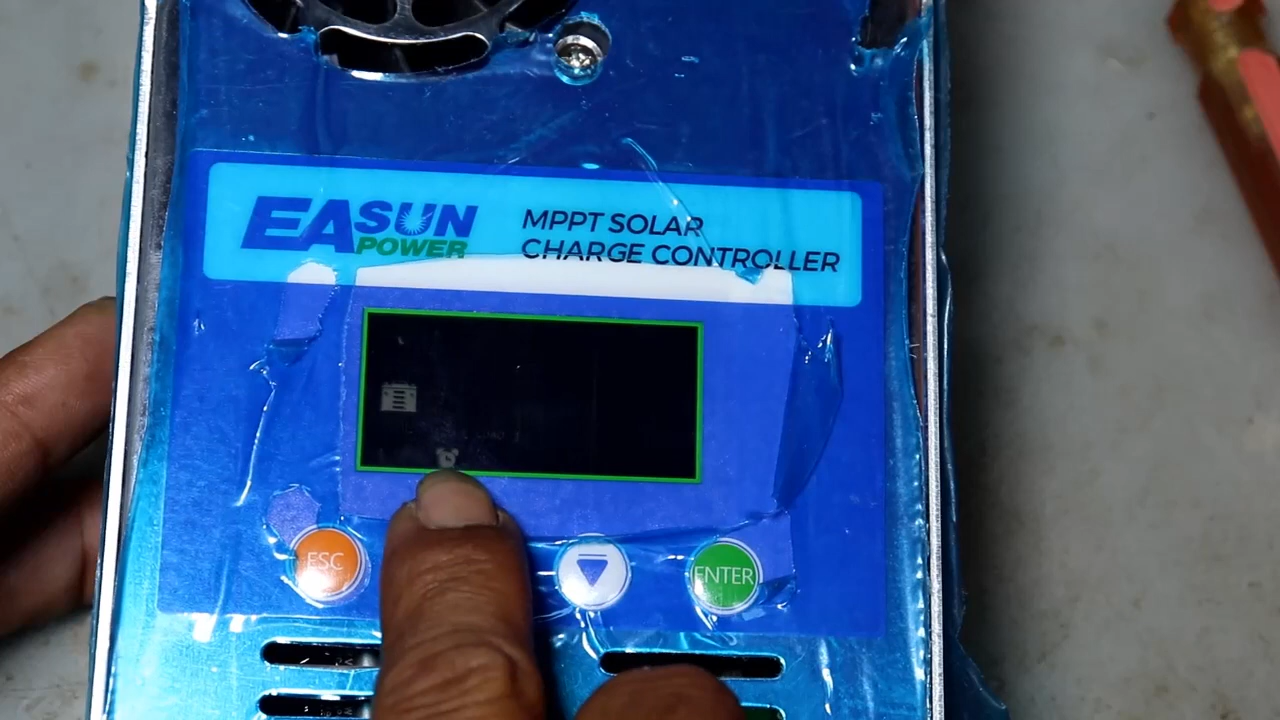 EASUN
POWER
MPPT SOLAR
CHARGE CONTROLLER
ESC
ENTER